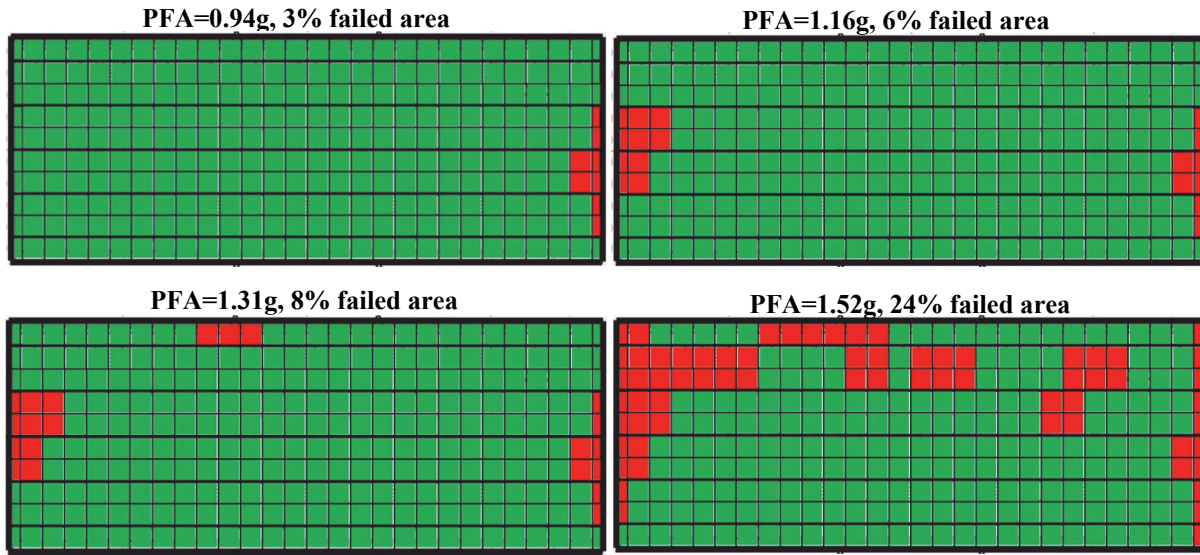 PFA=0.94g, 3% failed area
PFA=1.16g, 6% failed area
PFA=1.31g, 8% failed area
PFA=1.52g, 24% failed area